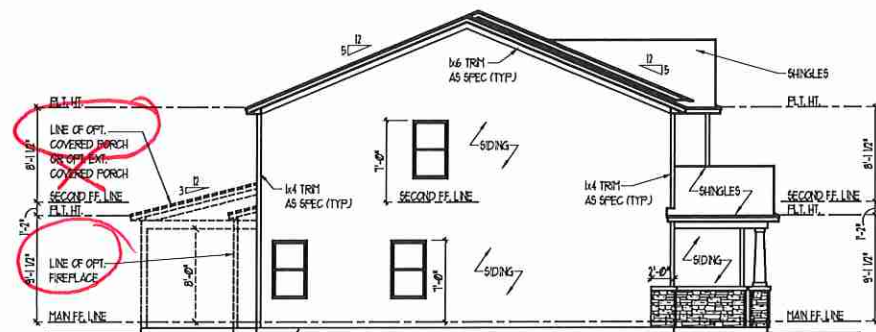 12
5
12
5
1x6 TRIM
AS SPEC (TYP.)
SHINGLES
PLT. HT.
PLT. HT.
LINE OF OPT.
COVERED PORCH
OR OPT. EXT.
COVERED PORCH
8'-1 1/2"
7'-0"
SIDING
8'-1 1/2"
12
3
1x4 TRIM
AS SPEC (TYP.)
1x4 TRIM
AS SPEC (TYP.)
SHINGLES
SECOND F.F. LINE
SECOND F.F. LINE
SECOND F.F. LINE
PLT. HT.
PLT. HT.
1'-2"
1'-2"
LINE OF OPT.
FIREPLACE
8'-0"
7'-0"
SIDING
2'-0"
SIDING
9'-1 1/2"
9'-1 1/2"
MAIN F.F. LINE
MAIN F.F. LINE